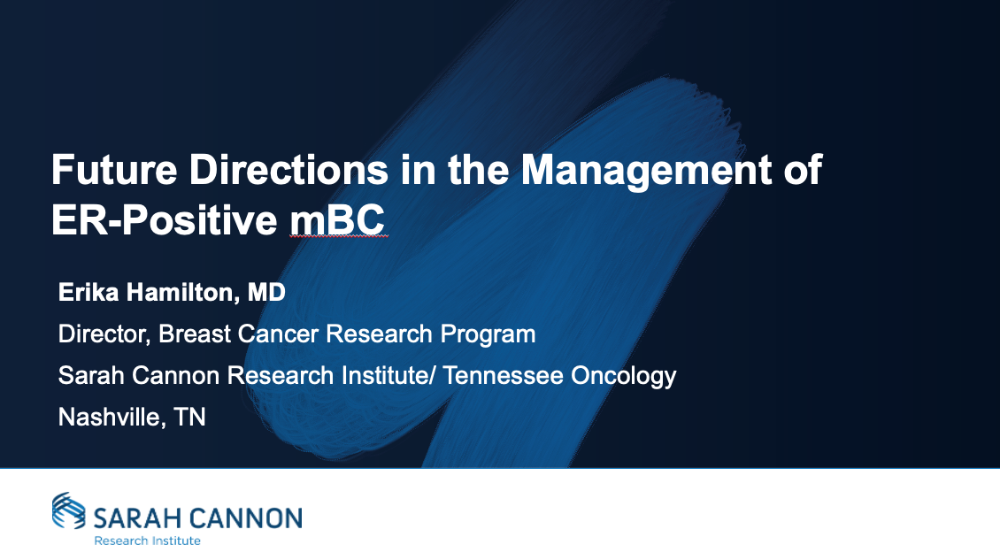 Future Directions in the Management of
ER-Positive mBC
Erika Hamilton, MD
Director, Breast Cancer Research Program
Sarah Cannon Research Institute/ Tennessee Oncology
Nashville, TN
SARAH CANNON
Research Institute